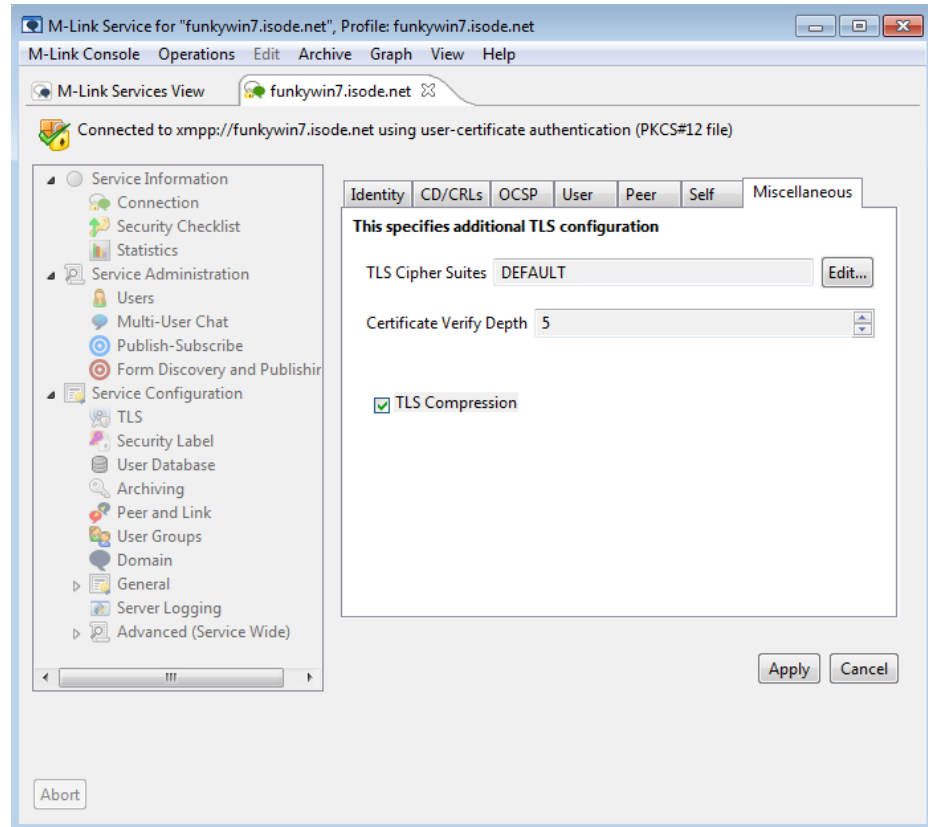 M-Link Service for "funkywin7.isode.net", Profile: funkywin7.isode.net
M-Link Console Operations Edit Archive Graph View Help
M-Link Services View funkywin7.isode.net
Connected to xmpp://funkywin7.isode.net using user-certificate authentication (PKCS#12 file)
Service Information
Connection
Security Checklist
Statistics
Service Administration
Users
Multi-User Chat
Publish-Subscribe
Form Discovery and Publishir
Service Configuration
TLS
Security Label
User Database
Archiving
Peer and Link
User Groups
Domain
General
Server Logging
Advanced (Service Wide)
Identity CD/CRLs OCSP User Peer Self Miscellaneous
This specifies additional TLS configuration
TLS Cipher Suites DEFAULT Edit...
Certificate Verify Depth 5
TLS Compression
Apply Cancel
Abort